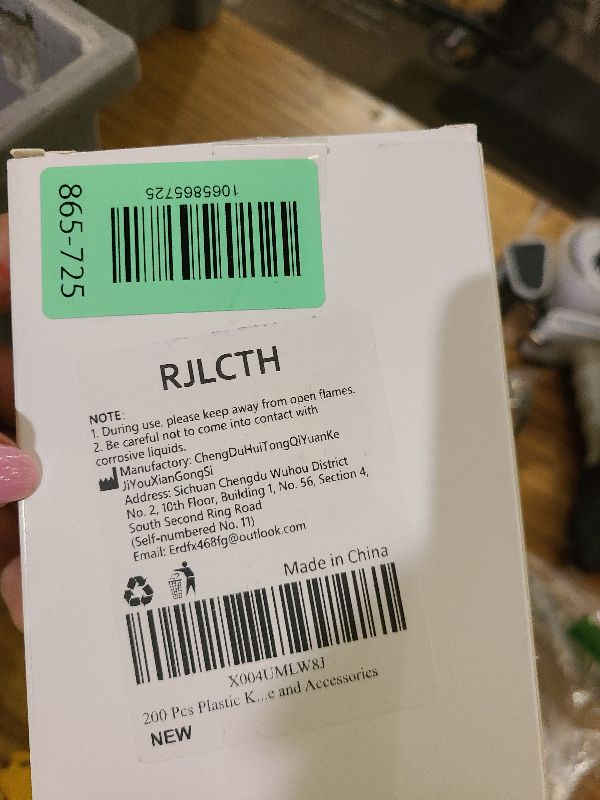 865-725
1065865725
RJLCTH
NOTE:
1. During use, please keep away from open flames.
2. Be careful not to come into contact with
corrosive liquids.
Manufactory: ChengDuHuiTongQiYuanKe
JiYouXianGongSi
Address: Sichuan Chengdu Wuhou District
No. 2, 10th Floor, Building 1, No. 56, Section 4,
South Second Ring Road
(Self-numbered No. 11)
Email: Erdfx468fg@outlook.com
Made in China
X004UMLW8J
200 Pcs Plastic K...e and Accessories
NEW